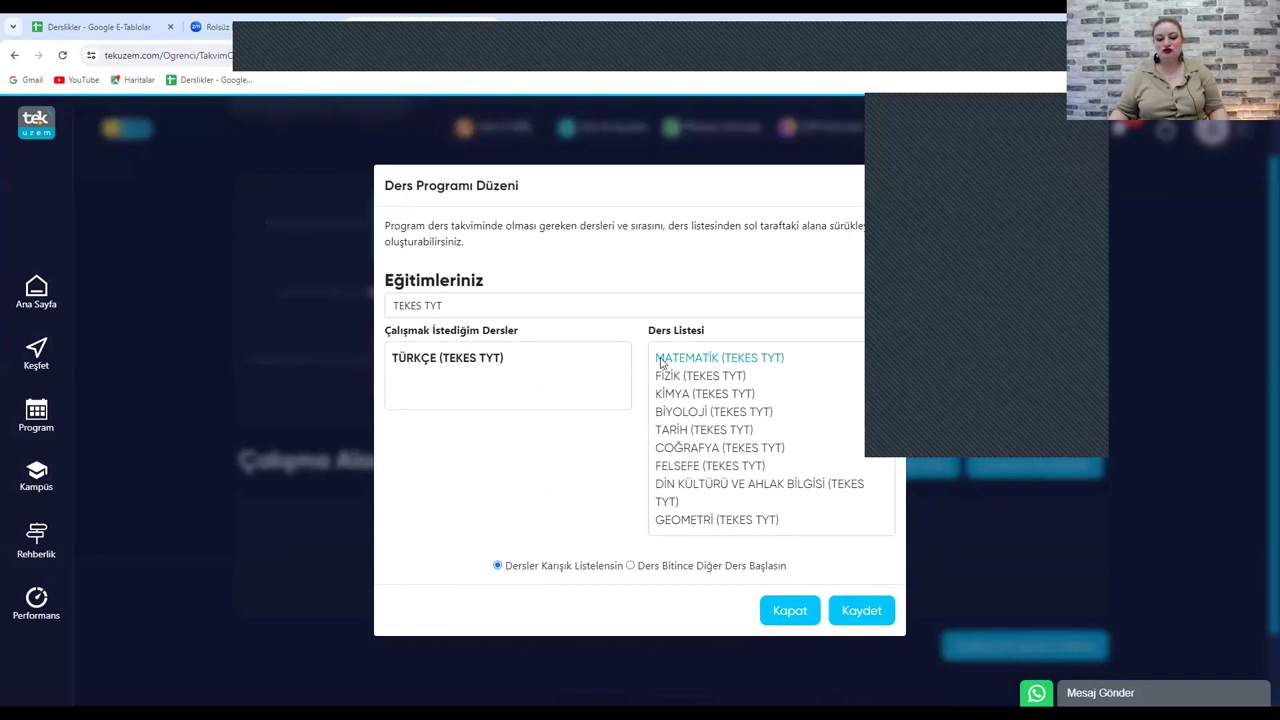 Derslikler - Google E-Tablolar
Rolsüz
tekuzem.com/Ogrenci/TakvimO
Gmail
YouTube
Haritalar
Derslikler - Google...
tek
uzem
Ders Programı Düzeni
Program ders takviminde olması gereken dersleri ve sırasını, ders listesinden sol taraftaki alana
oluşturabilirsiniz.
Eğitimleriniz
TEKES TYT
Çalışmak İstediğim Dersler
Ders Listesi
TÜRKÇE (TEKES TYT)
MATEMATİK (TEKES TYT)
FİZİK (TEKES TYT)
KİMYA (TEKES TYT)
BİYOLOJİ (TEKES TYT)
TARİH (TEKES TYT)
COĞRAFYA (TEKES TYT)
FELSEFE (TEKES TYT)
DİN KÜLTÜRÜ VE AHLAK BİLGİSİ (TEKES
TYT)
GEOMETRİ (TEKES TYT)
Dersler Karışık Listelensin
Ders Bitince Diğer Ders Başlasın
Kapat
Kaydet
Ana Sayfa
Keşfet
Program
Kampüs
Rehberlik
Performans
Çalışma
Mesaj Gönder